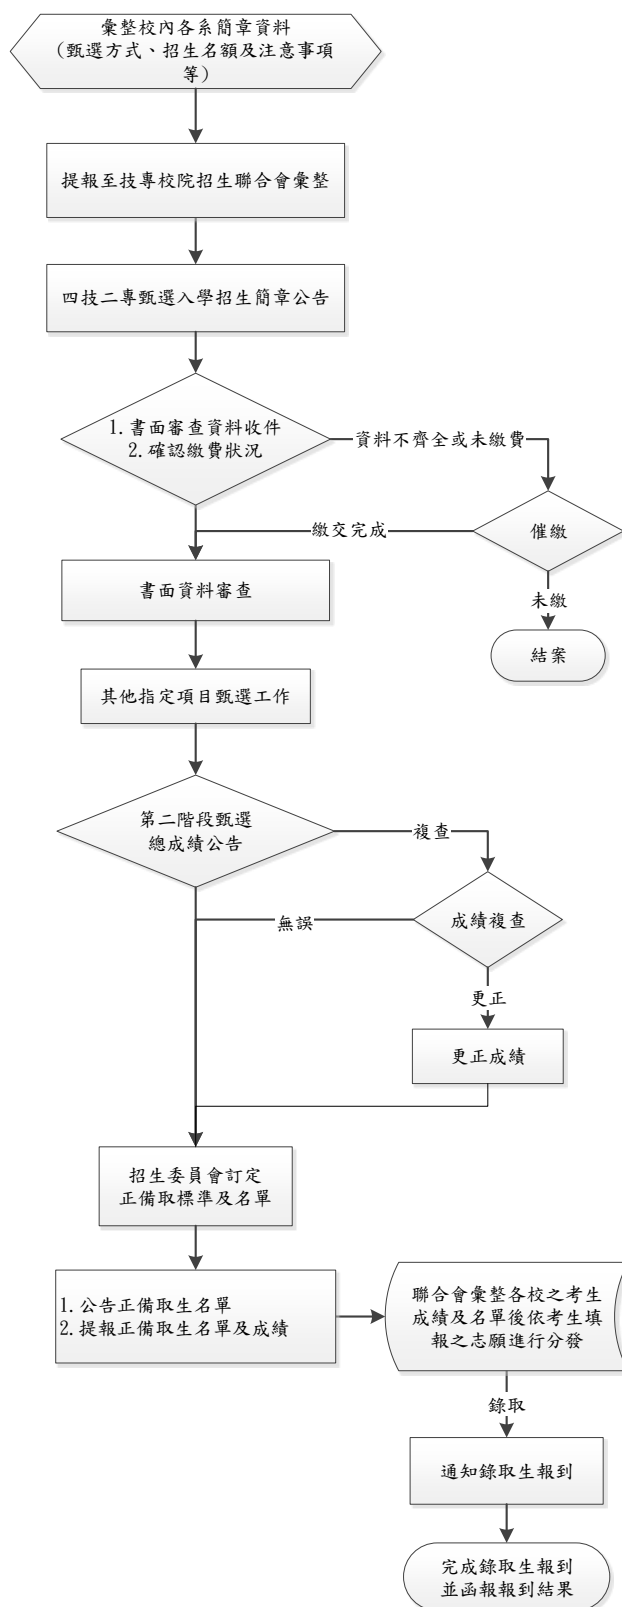 彙整校內各系簡章資料
(甄選方式、招生名額及注意事項
等)
提報至技專校院招生聯合會彙整
四技二專甄選入學招生簡章公告
1.書面審查資料收件
2.確認繳費狀況
資料不齊全或未繳費
催繳
繳交完成
未繳
結案
書面資料審查
其他指定項目甄選工作
第二階段甄選
總成績公告
複查
成績複查
無誤
更正
更正成績
招生委員會訂定
正備取標準及名單
1.公告正備取生名單
2.提報正備取生名單及成績
聯合會彙整各校之考生
成績及名單後依考生填
報之志願進行分發
錄取
通知錄取生報到
完成錄取生報到
並函報報到結果